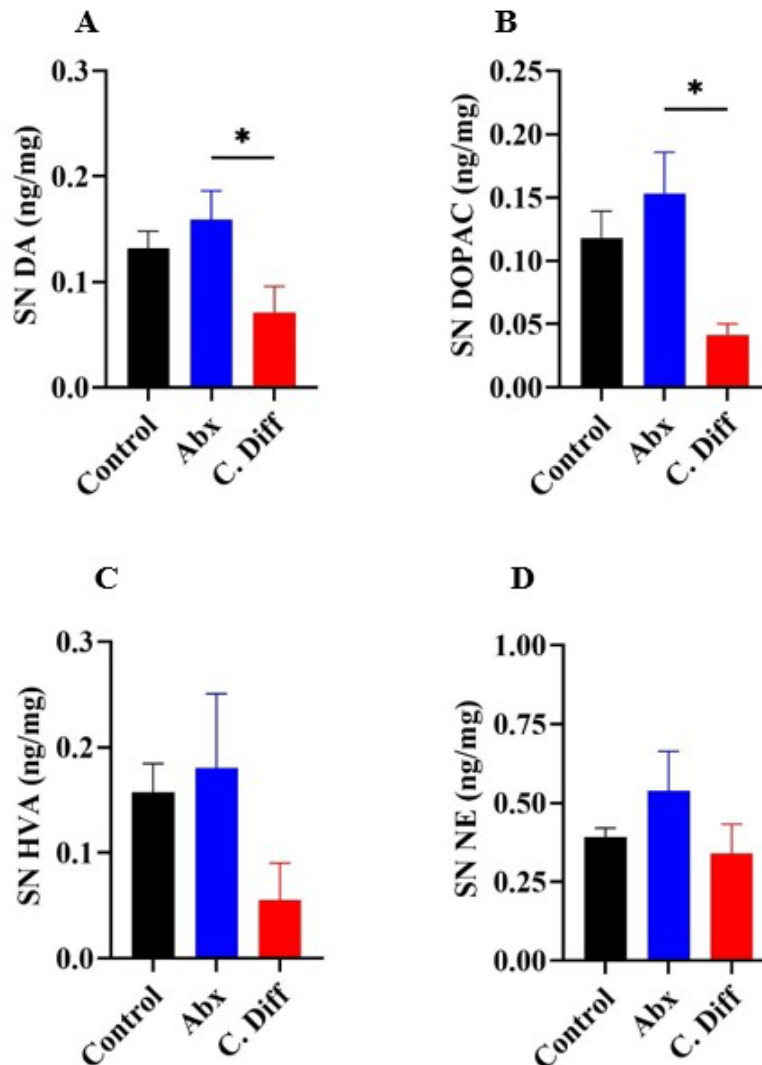 A
SN DA (ng/mg)
0.3
0.2
0.1
0.0
*
Control
Abx
C. Diff
B
SN DOPAC (ng/mg)
0.25
0.20
0.15
0.10
0.05
0.00
*
Control
Abx
C. Diff
C
SN HVA (ng/mg)
0.3
0.2
0.1
0.0
Control
Abx
C. Diff
D
SN NE (ng/mg)
1.00
0.75
0.50
0.25
0.00
Control
Abx
C. Diff